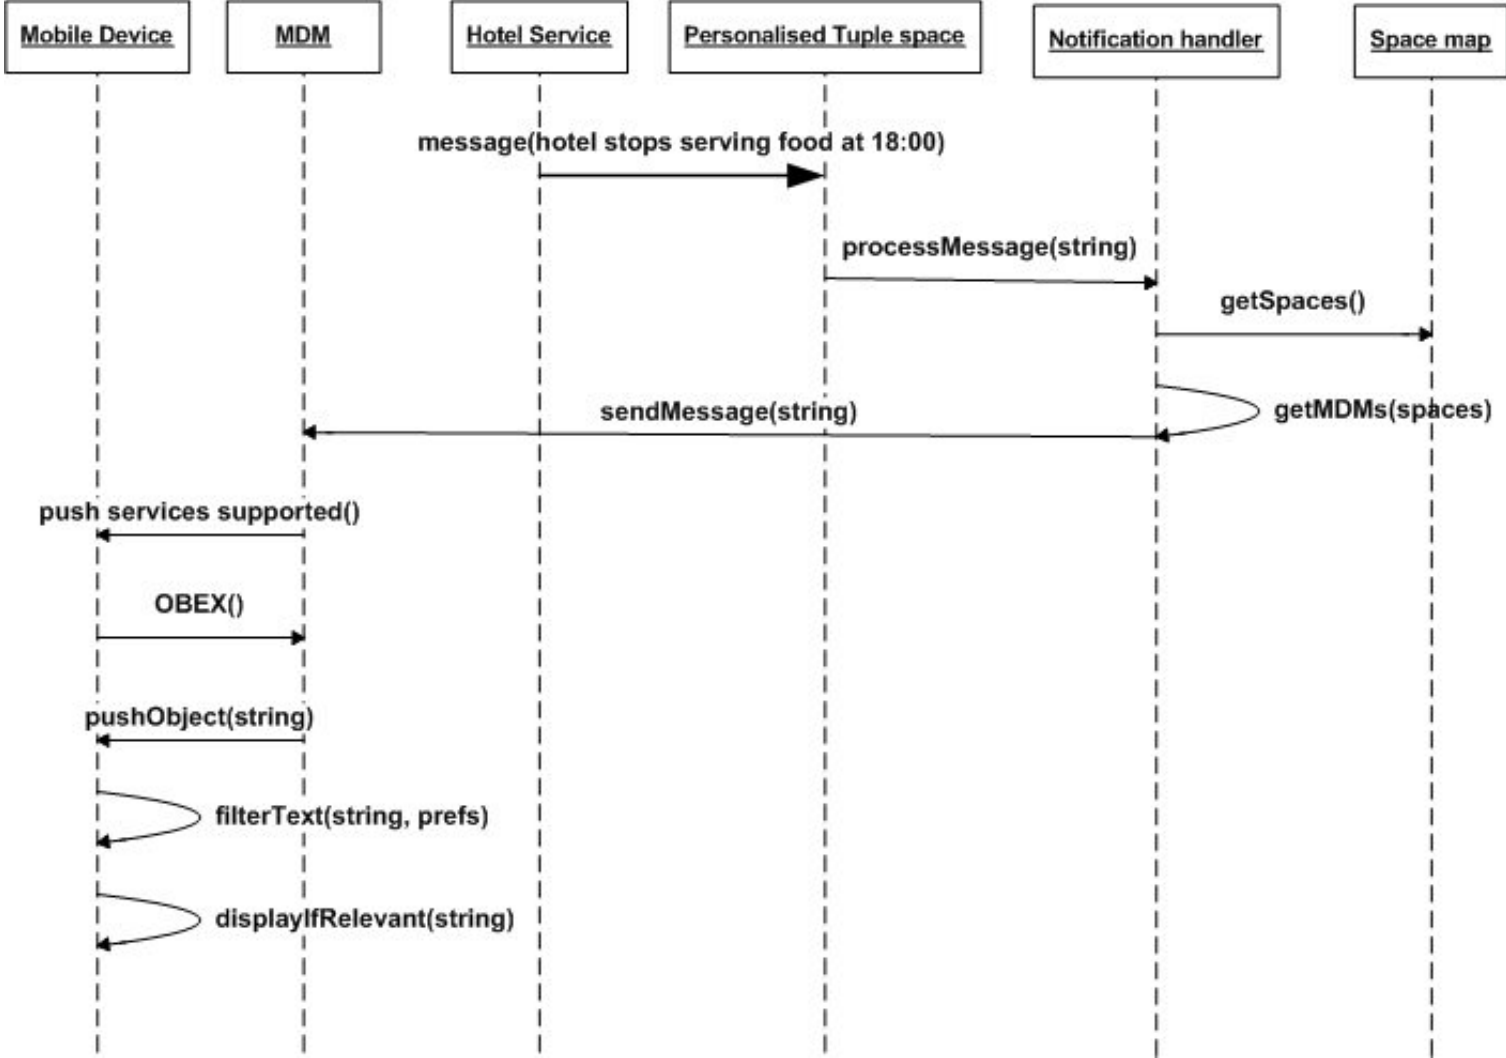 Mobile Device
MDM
Hotel Service
Personalised Tuple space
Notification handler
Space map
message(hotel stops serving food at 18:00)
processMessage(string)
getSpaces()
sendMessage(string)
getMDMs(spaces)
push services supported()
OBEX()
pushObject(string)
filterText(string, prefs)
displayIfRelevant(string)